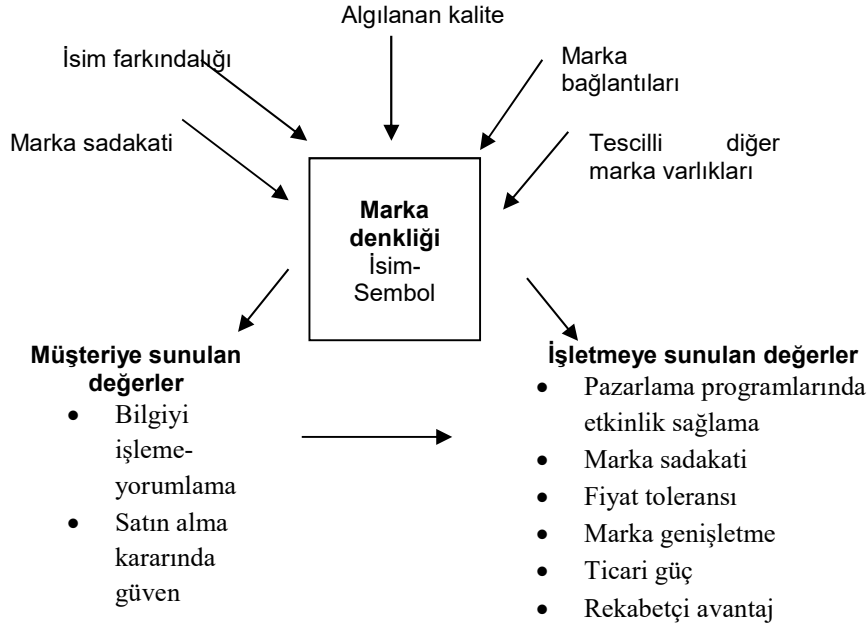 Algılanan kalite
İsim farkındalığı
Marka
bağlantıları
Marka sadakati
Tescilli diğer
marka varlıkları
Marka
denkliği
İsim-
Sembol
Müşteriye sunulan
değerler
• Bilgiyi
işleme-
yorumlama
• Satın alma
kararında
güven
İşletmeye sunulan değerler
• Pazarlama programlarında
etkinlik sağlama
• Marka sadakati
• Fiyat toleransı
• Marka genişletme
• Ticari güç
• Rekabetçi avantaj